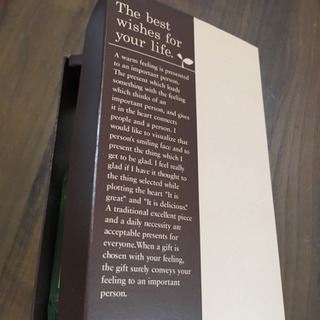 The best
wishes for
your life.
A warm feeling is presented
to an important person.
The present which loads
something with the feeling
which thinks of an
important person, and gives
it in the heart connects
people and a person. I
would like to visualize that
person's smiling face and to
present the thing which I
get to be glad. I feel really
glad if I have it thought to
the thing selected while
plotting the heart "It is
great" and "It is delicious."
A traditional excellent piece
and a daily necessity are
acceptable presents for
everyone.When a gift is
chosen with your feeling,
the gift surely conveys your
feeling to an important
person.